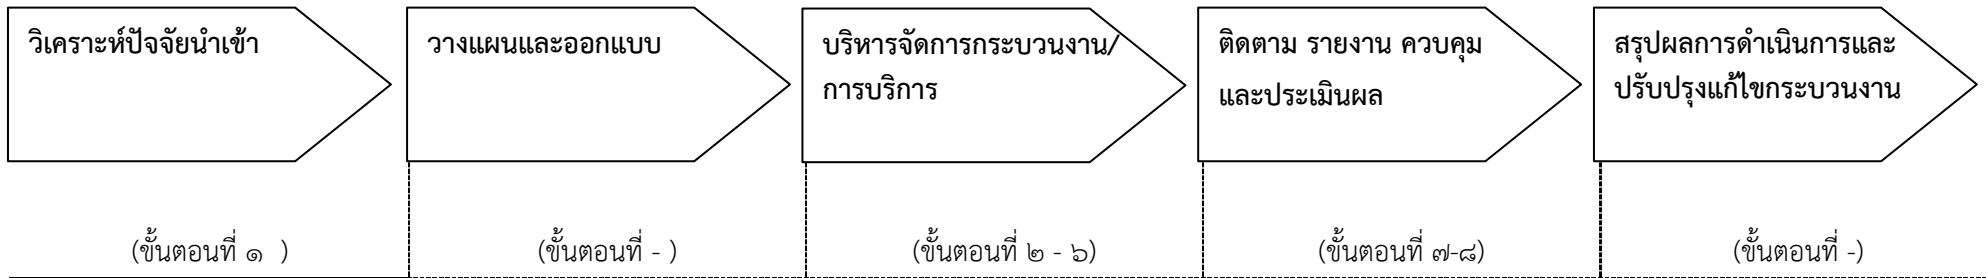 วิเคราะห์ปัจจัยนำเข้า
วางแผนและออกแบบ
บริหารจัดการกระบวนงาน/
การบริการ
ติดตาม รายงาน ควบคุม
และประเมินผล
สรุปผลการดำเนินการและ
ปรับปรุงแก้ไขกระบวนงาน
(ขั้นตอนที่ ๑ )
(ขั้นตอนที่ - )
(ขั้นตอนที่ ๒ - ๖)
(ขั้นตอนที่ ๗-๘)
(ขั้นตอนที่ -)